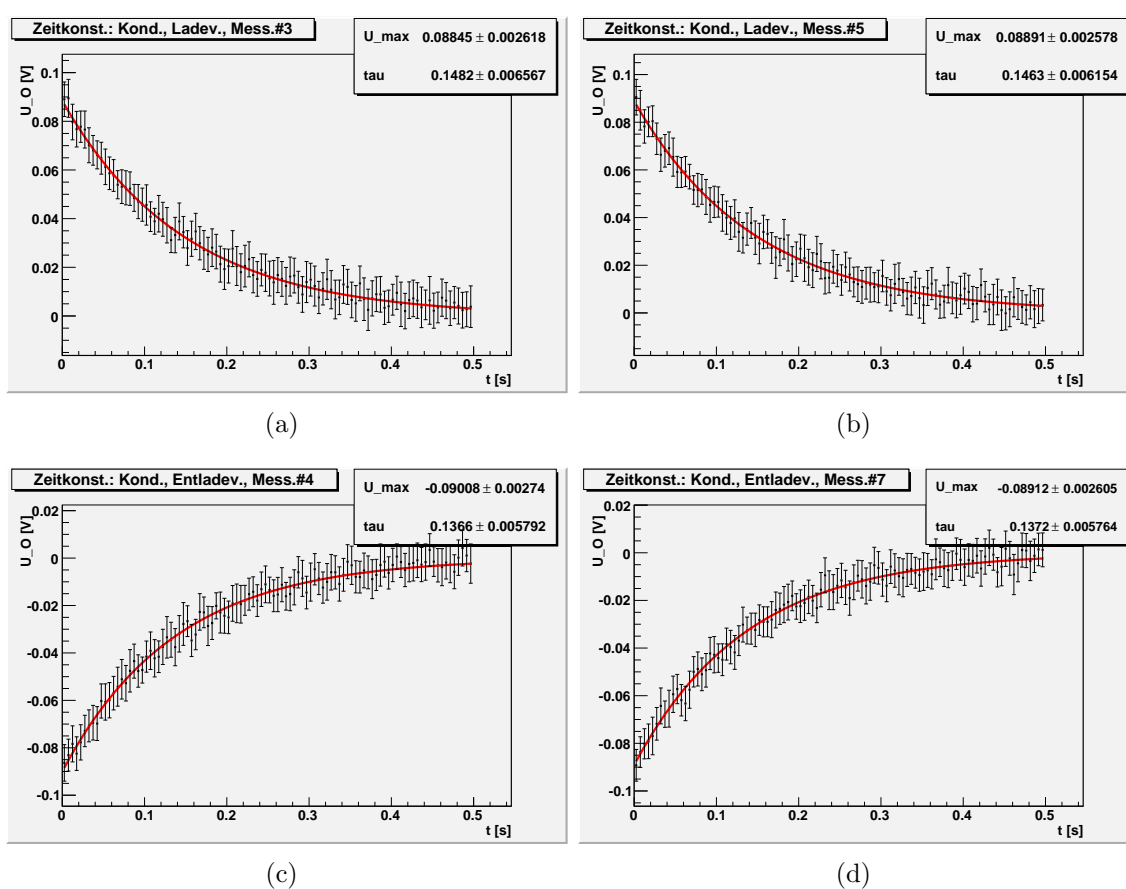 Zeitkonst.: Kond., Ladev., Mess.#3
U_max 0.08845 ± 0.002618
tau 0.1482 ± 0.006567
U_O [V]
0.1
0.08
0.06
0.04
0.02
0
0 0.1 0.2 0.3 0.4 0.5
t [s]
(a)
Zeitkonst.: Kond., Ladev., Mess.#5
U_max 0.08891 ± 0.002578
tau 0.1463 ± 0.006154
U_O [V]
0.1
0.08
0.06
0.04
0.02
0
0 0.1 0.2 0.3 0.4 0.5
t [s]
(b)
Zeitkonst.: Kond., Entladev., Mess.#4
U_max -0.09008 ± 0.00274
tau 0.1366 ± 0.005792
U_O [V]
0.02
0
-0.02
-0.04
-0.06
-0.08
-0.1
0 0.1 0.2 0.3 0.4 0.5
t [s]
(c)
Zeitkonst.: Kond., Entladev., Mess.#7
U_max -0.08912 ± 0.002605
tau 0.1372 ± 0.005764
U_O [V]
0.02
0
-0.02
-0.04
-0.06
-0.08
-0.1
0 0.1 0.2 0.3 0.4 0.5
t [s]
(d)